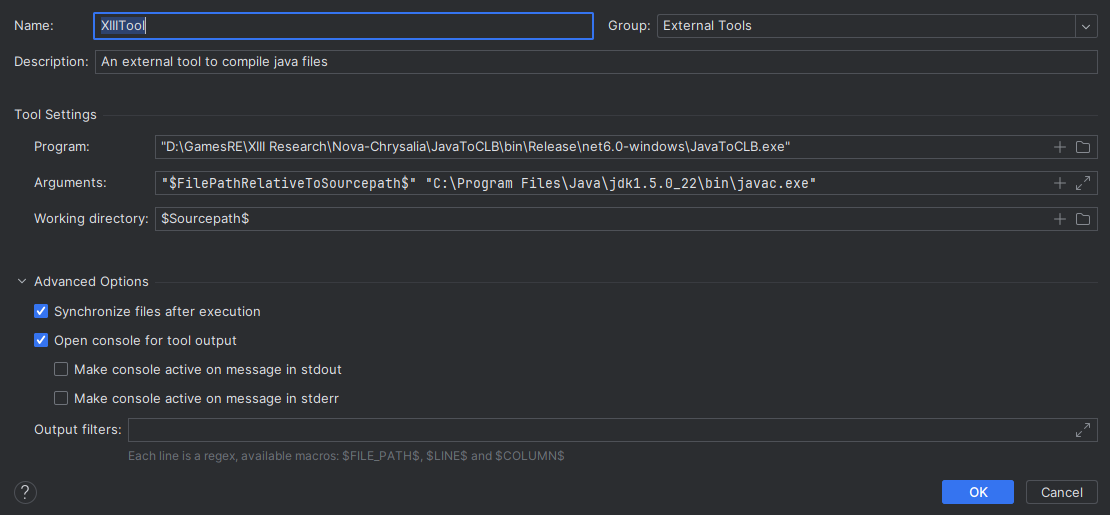 Name: XIIITool Group: External Tools
Description: An external tool to compile java files
Tool Settings
Program: "D:\GamesRE\XIII Research\Nova-Chrysalia\JavaToCLB\bin\Release\net6.0-windows\JavaToCLB.exe"
Arguments: "$FilePathRelativeToSourcepath$" "C:\Program Files\Java\jdk1.5.0_22\bin\javac.exe"
Working directory: $Sourcepath$
Advanced Options
Synchronize files after execution
Open console for tool output
Make console active on message in stdout
Make console active on message in stderr
Output filters:
Each line is a regex, available macros: $FILE_PATH$, $LINE$ and $COLUMN$
? OK Cancel